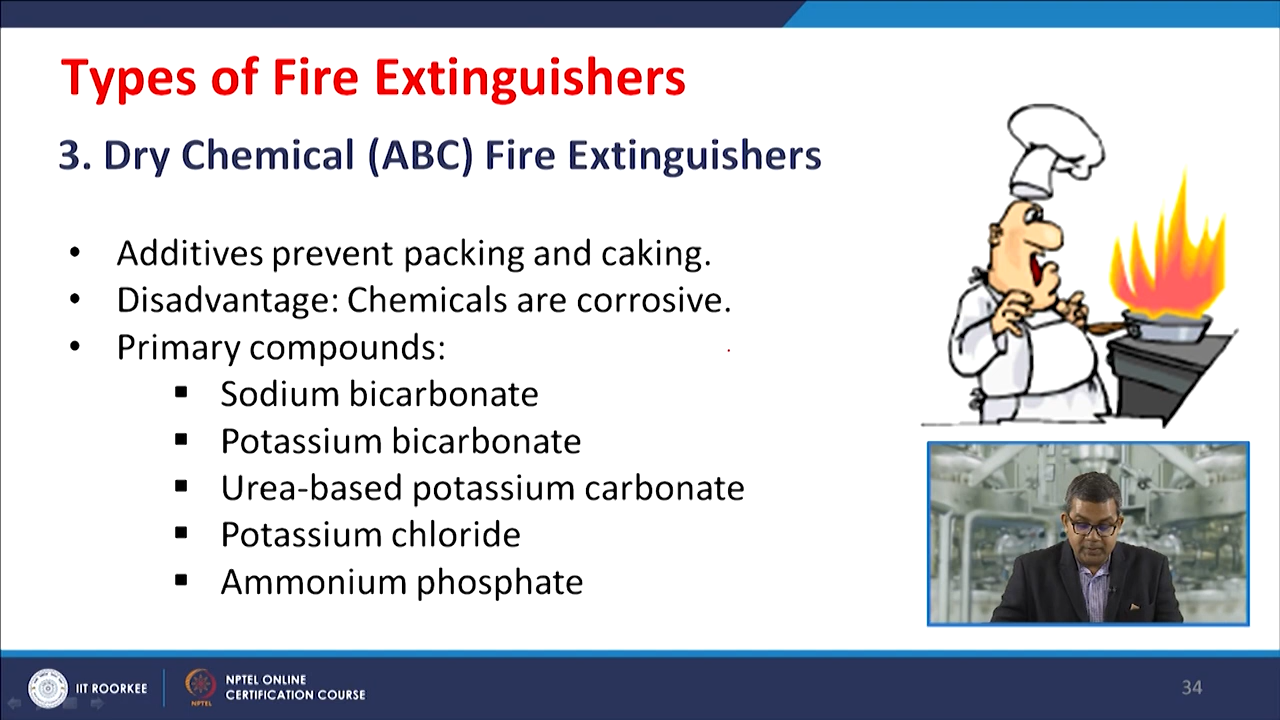 Types of Fire Extinguishers
3. Dry Chemical (ABC) Fire Extinguishers
• Additives prevent packing and caking.
• Disadvantage: Chemicals are corrosive.
• Primary compounds:
▪ Sodium bicarbonate
▪ Potassium bicarbonate
▪ Urea-based potassium carbonate
▪ Potassium chloride
▪ Ammonium phosphate
IIT ROORKEE
NPTEL
NPTEL ONLINE
CERTIFICATION COURSE
34